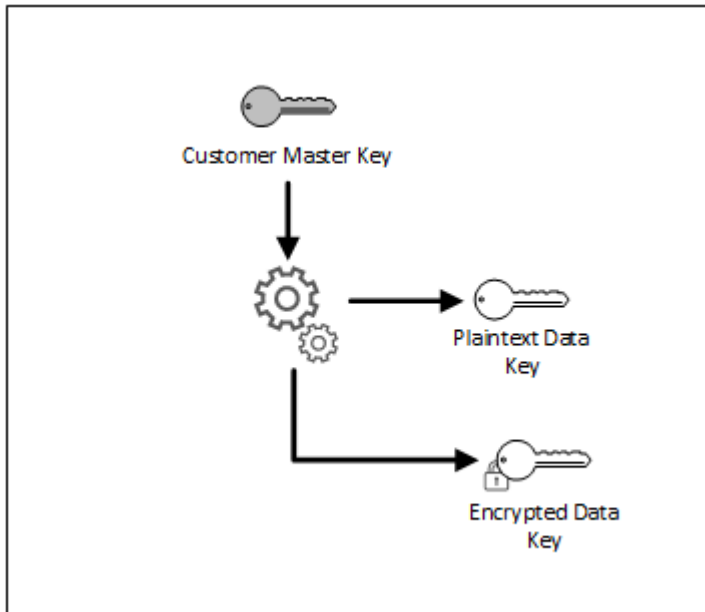 Customer Master Key
Plaintext Data
Key
Encrypted Data
Key